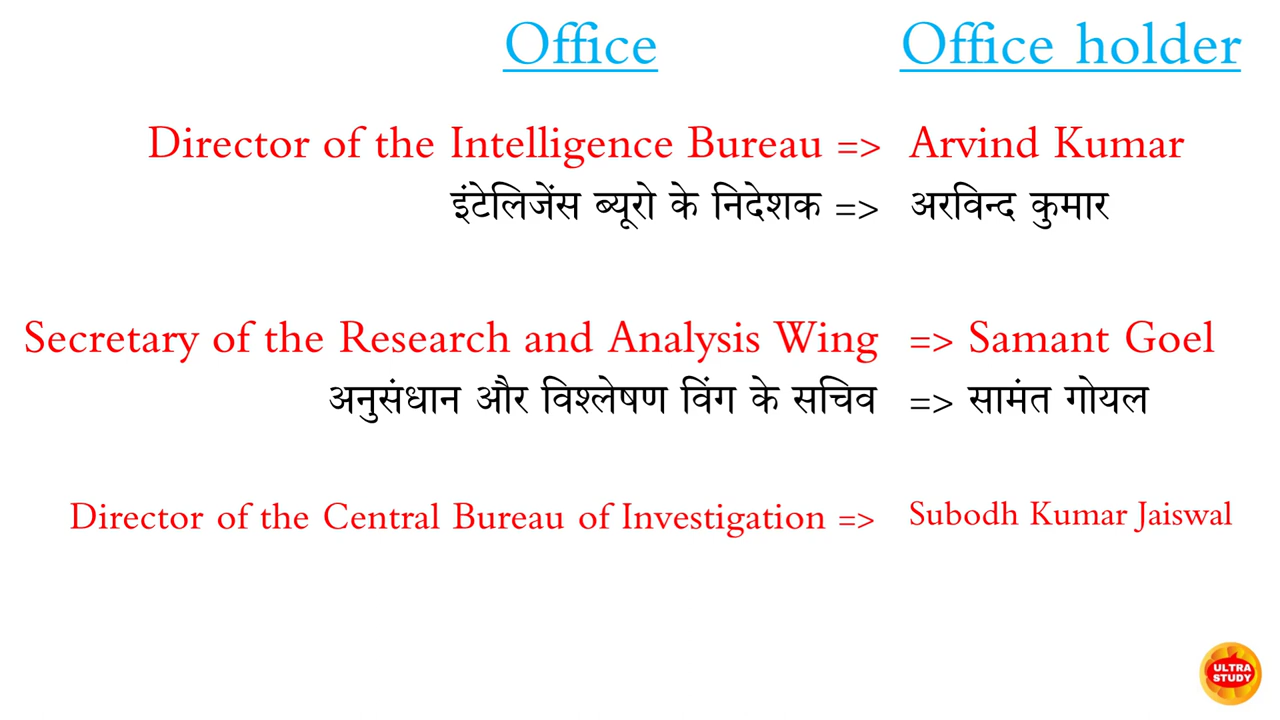 Office Office holder
Director of the Intelligence Bureau => Arvind Kumar
इंटेलिजेंस ब्यूरो के निदेशक => अरविन्द कुमार
Secretary of the Research and Analysis Wing => Samant Goel
अनुसंधान और विश्लेषण विंग के सचिव => सामंत गोयल
Director of the Central Bureau of Investigation => Subodh Kumar Jaiswal
ULTRA
STUDY